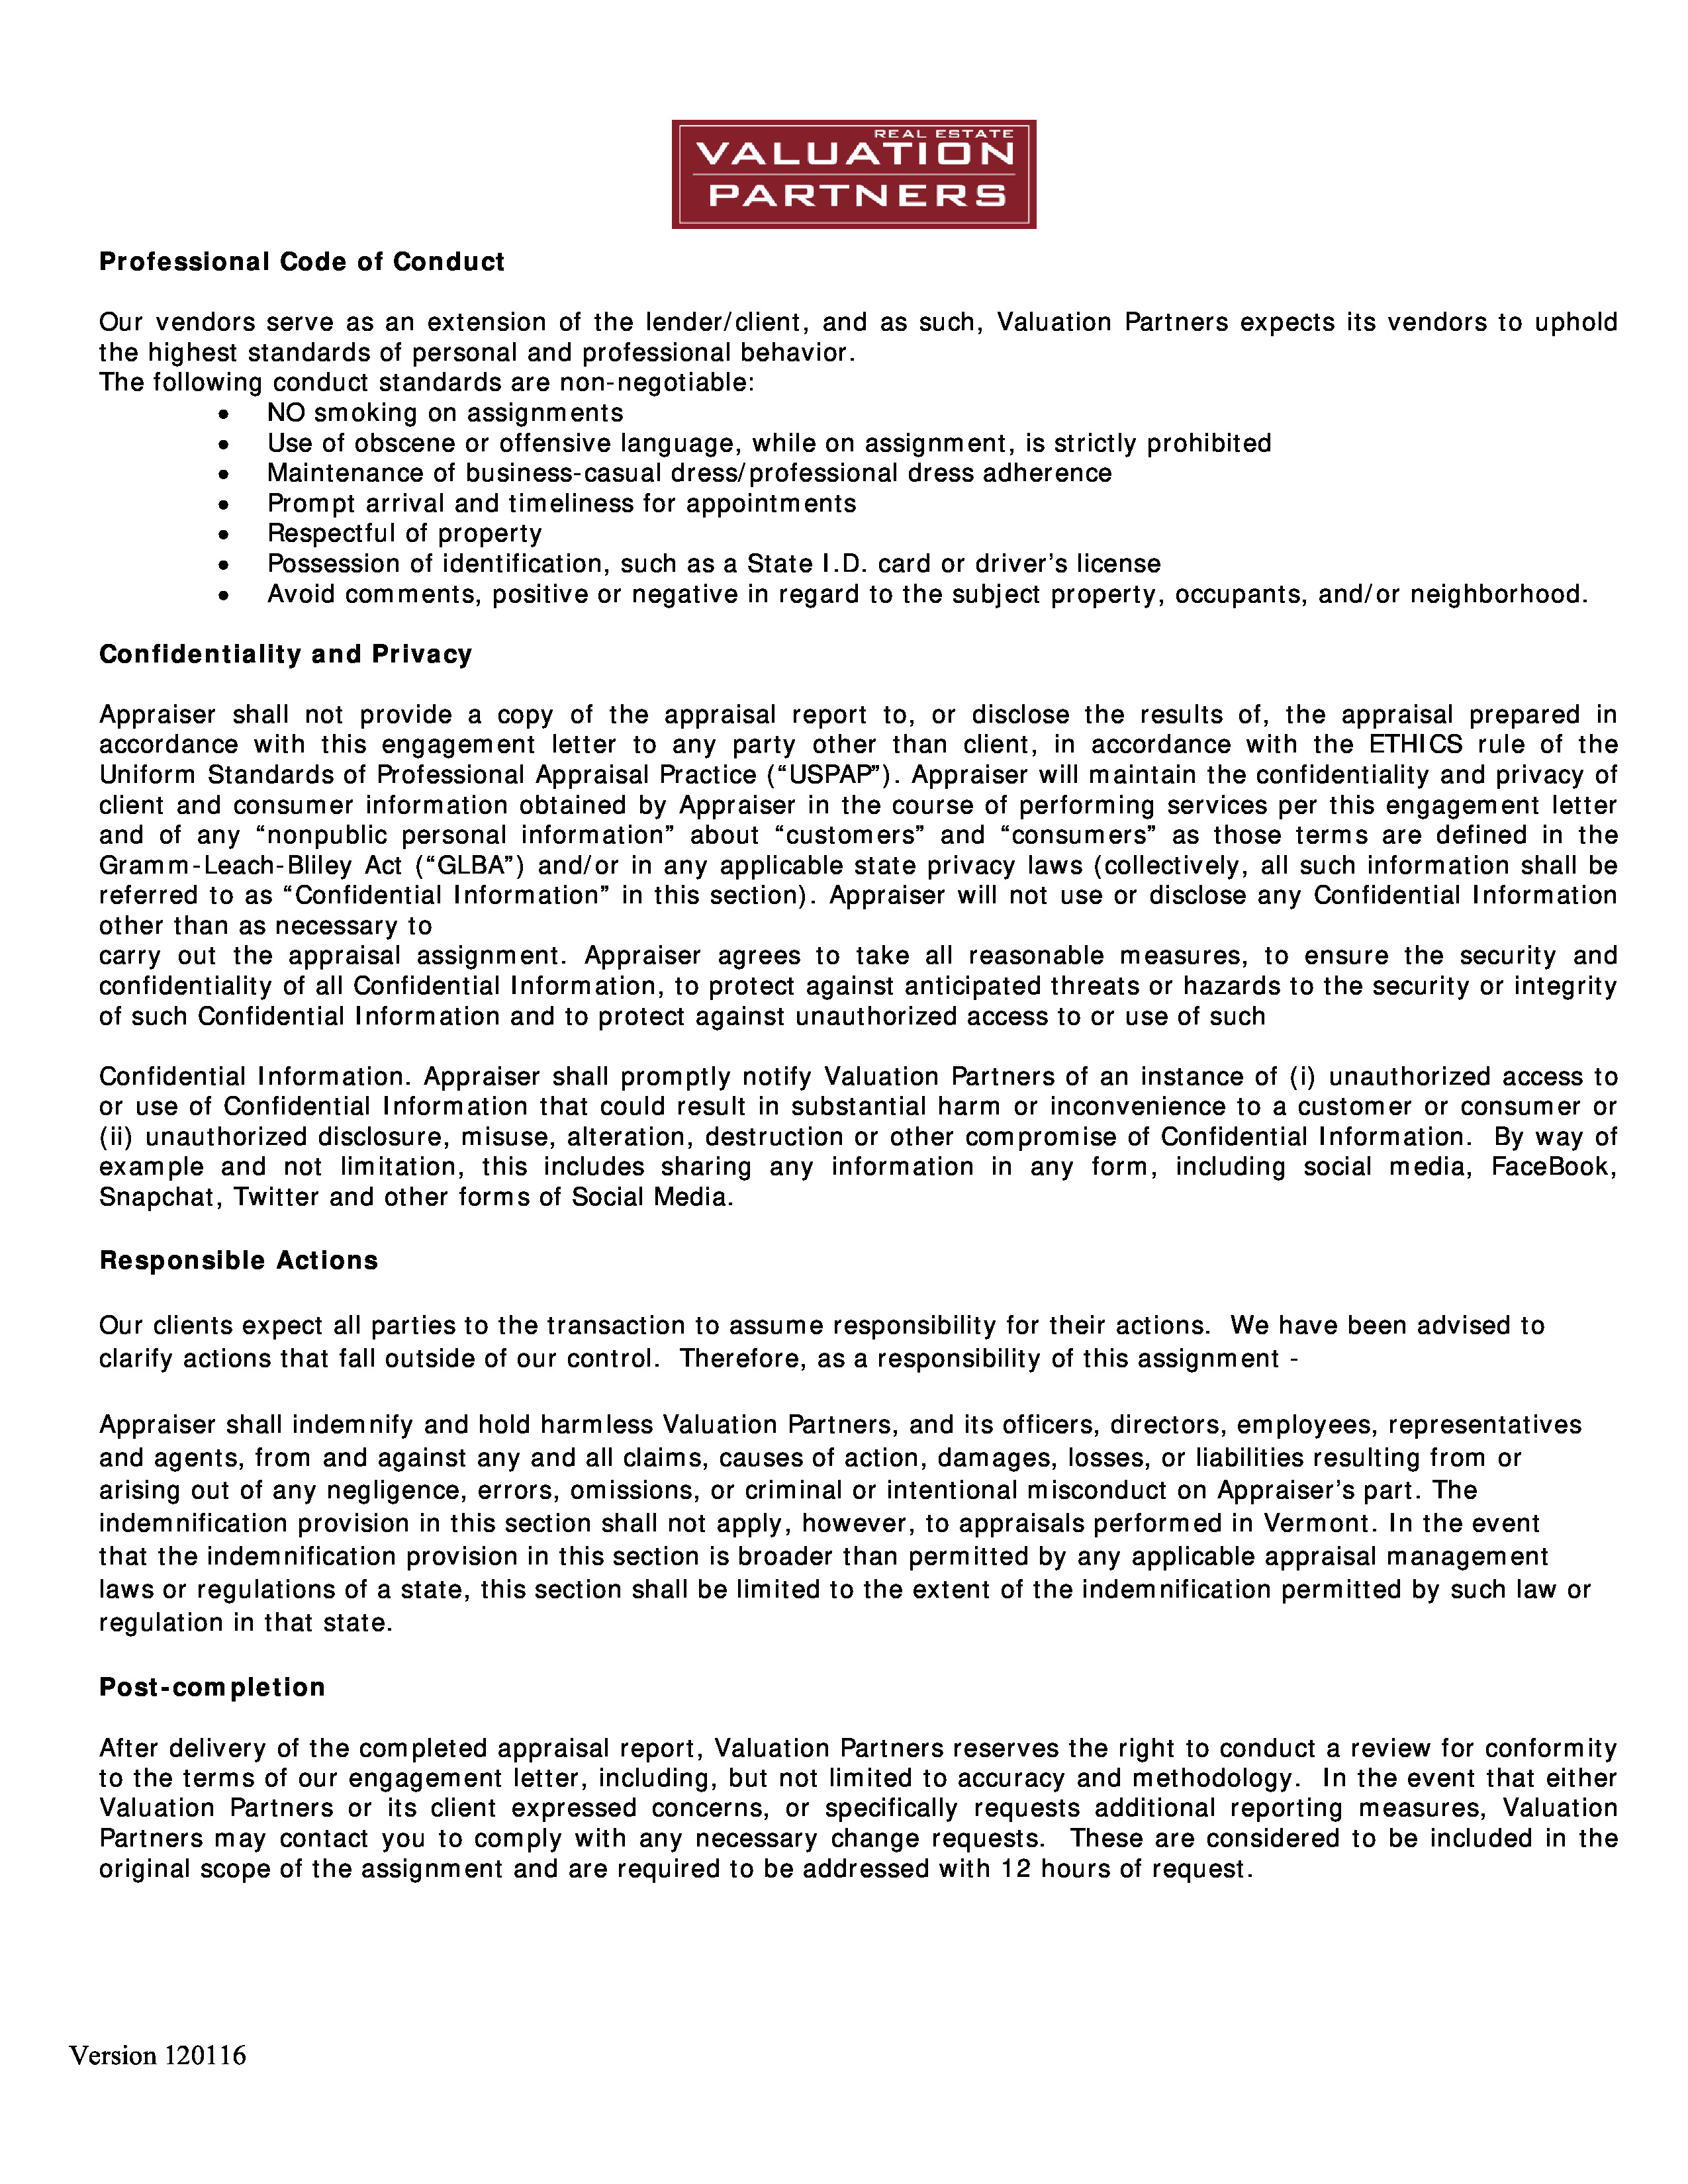 REAL ESTATE
VALUATION
PARTNERS
Professional Code of Conduct
Our vendors serve as an extension of the lender/client, and as such, Valuation Partners expects its vendors to uphold
the highest standards of personal and professional behavior.
The following conduct standards are non-negotiable:
• NO smoking on assignments
• Use of obscene or offensive language, while on assignment, is strictly prohibited
• Maintenance of business-casual dress/professional dress adherence
• Prompt arrival and timeliness for appointments
• Respectful of property
• Possession of identification, such as a State I.D. card or driver’s license
• Avoid comments, positive or negative in regard to the subject property, occupants, and/or neighborhood.
Confidentiality and Privacy
Appraiser shall not provide a copy of the appraisal report to, or disclose the results of, the appraisal prepared in
accordance with this engagement letter to any party other than client, in accordance with the ETHICS rule of the
Uniform Standards of Professional Appraisal Practice (“USPAP”). Appraiser will maintain the confidentiality and privacy of
client and consumer information obtained by Appraiser in the course of performing services per this engagement letter
and of any “nonpublic personal information” about “customers” and “consumers” as those terms are defined in the
Gramm-Leach-Bliley Act (“GLBA”) and/or in any applicable state privacy laws (collectively, all such information shall be
referred to as “Confidential Information” in this section). Appraiser will not use or disclose any Confidential Information
other than as necessary to
carry out the appraisal assignment. Appraiser agrees to take all reasonable measures, to ensure the security and
confidentiality of all Confidential Information, to protect against anticipated threats or hazards to the security or integrity
of such Confidential Information and to protect against unauthorized access to or use of such
Confidential Information. Appraiser shall promptly notify Valuation Partners of an instance of (i) unauthorized access to
or use of Confidential Information that could result in substantial harm or inconvenience to a customer or consumer or
(ii) unauthorized disclosure, misuse, alteration, destruction or other compromise of Confidential Information. By way of
example and not limitation, this includes sharing any information in any form, including social media, FaceBook,
Snapchat, Twitter and other forms of Social Media.
Responsible Actions
Our clients expect all parties to the transaction to assume responsibility for their actions. We have been advised to
clarify actions that fall outside of our control. Therefore, as a responsibility of this assignment -
Appraiser shall indemnify and hold harmless Valuation Partners, and its officers, directors, employees, representatives
and agents, from and against any and all claims, causes of action, damages, losses, or liabilities resulting from or
arising out of any negligence, errors, omissions, or criminal or intentional misconduct on Appraiser’s part. The
indemnification provision in this section shall not apply, however, to appraisals performed in Vermont. In the event
that the indemnification provision in this section is broader than permitted by any applicable appraisal management
laws or regulations of a state, this section shall be limited to the extent of the indemnification permitted by such law or
regulation in that state.
Post-completion
After delivery of the completed appraisal report, Valuation Partners reserves the right to conduct a review for conformity
to the terms of our engagement letter, including, but not limited to accuracy and methodology. In the event that either
Valuation Partners or its client expressed concerns, or specifically requests additional reporting measures, Valuation
Partners may contact you to comply with any necessary change requests. These are considered to be included in the
original scope of the assignment and are required to be addressed with 12 hours of request.
Version 120116